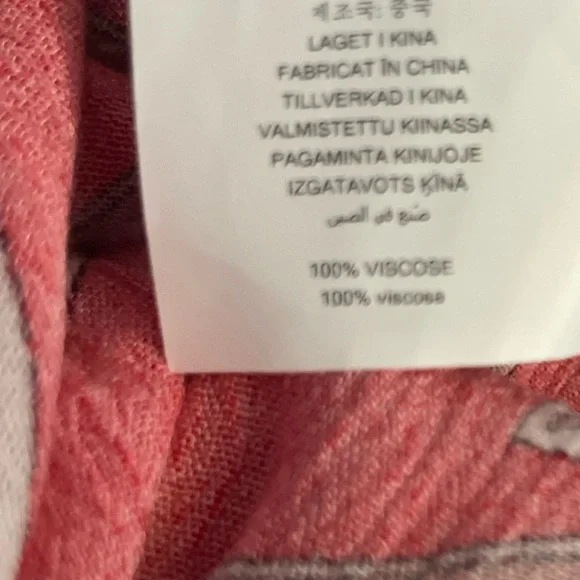 제조국: 중국
LAGET I KINA
FABRICAT ÎN CHINA
TILLVERKAD I KINA
VALMISTETTU KIINASSA
PAGAMINTA KINIJOJE
IZGATAVOTS ĶĪNĀ
صُنع في الصين
100% VISCOSE
100% viscose